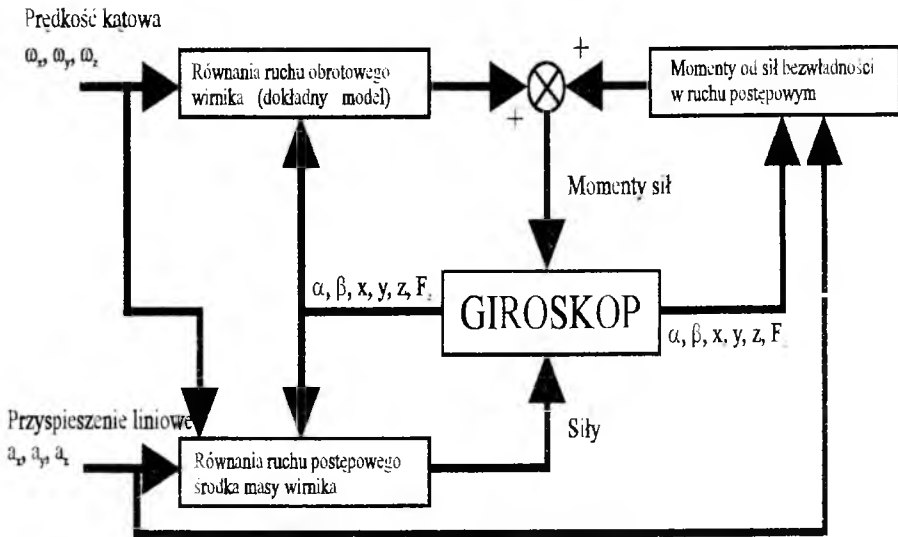 Prędkość kątowa
ωx, ωy, ωz
Równania ruchu obrotowego
wirnika (dokładny model)
+
+
Momenty od sił bezwładności
w ruchu postępowym
Momenty sił
α, β, x, y, z, Fz
GIROSKOP
α, β, x, y, z, F
Przyspieszenie liniowe
ax, ay, az
Równania ruchu postępowego
środka masy wirnika
Siły